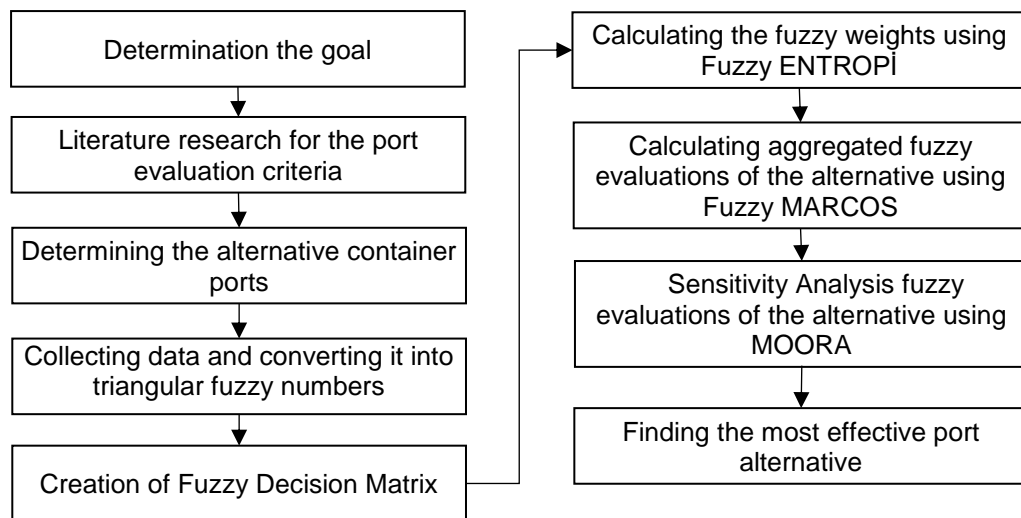 Determination the goal
Literature research for the port
evaluation criteria
Determining the alternative container
ports
Collecting data and converting it into
triangular fuzzy numbers
Creation of Fuzzy Decision Matrix
Calculating the fuzzy weights using
Fuzzy ENTROPİ
Calculating aggregated fuzzy
evaluations of the alternative using
Fuzzy MARCOS
Sensitivity Analysis fuzzy
evaluations of the alternative using
MOORA
Finding the most effective port
alternative